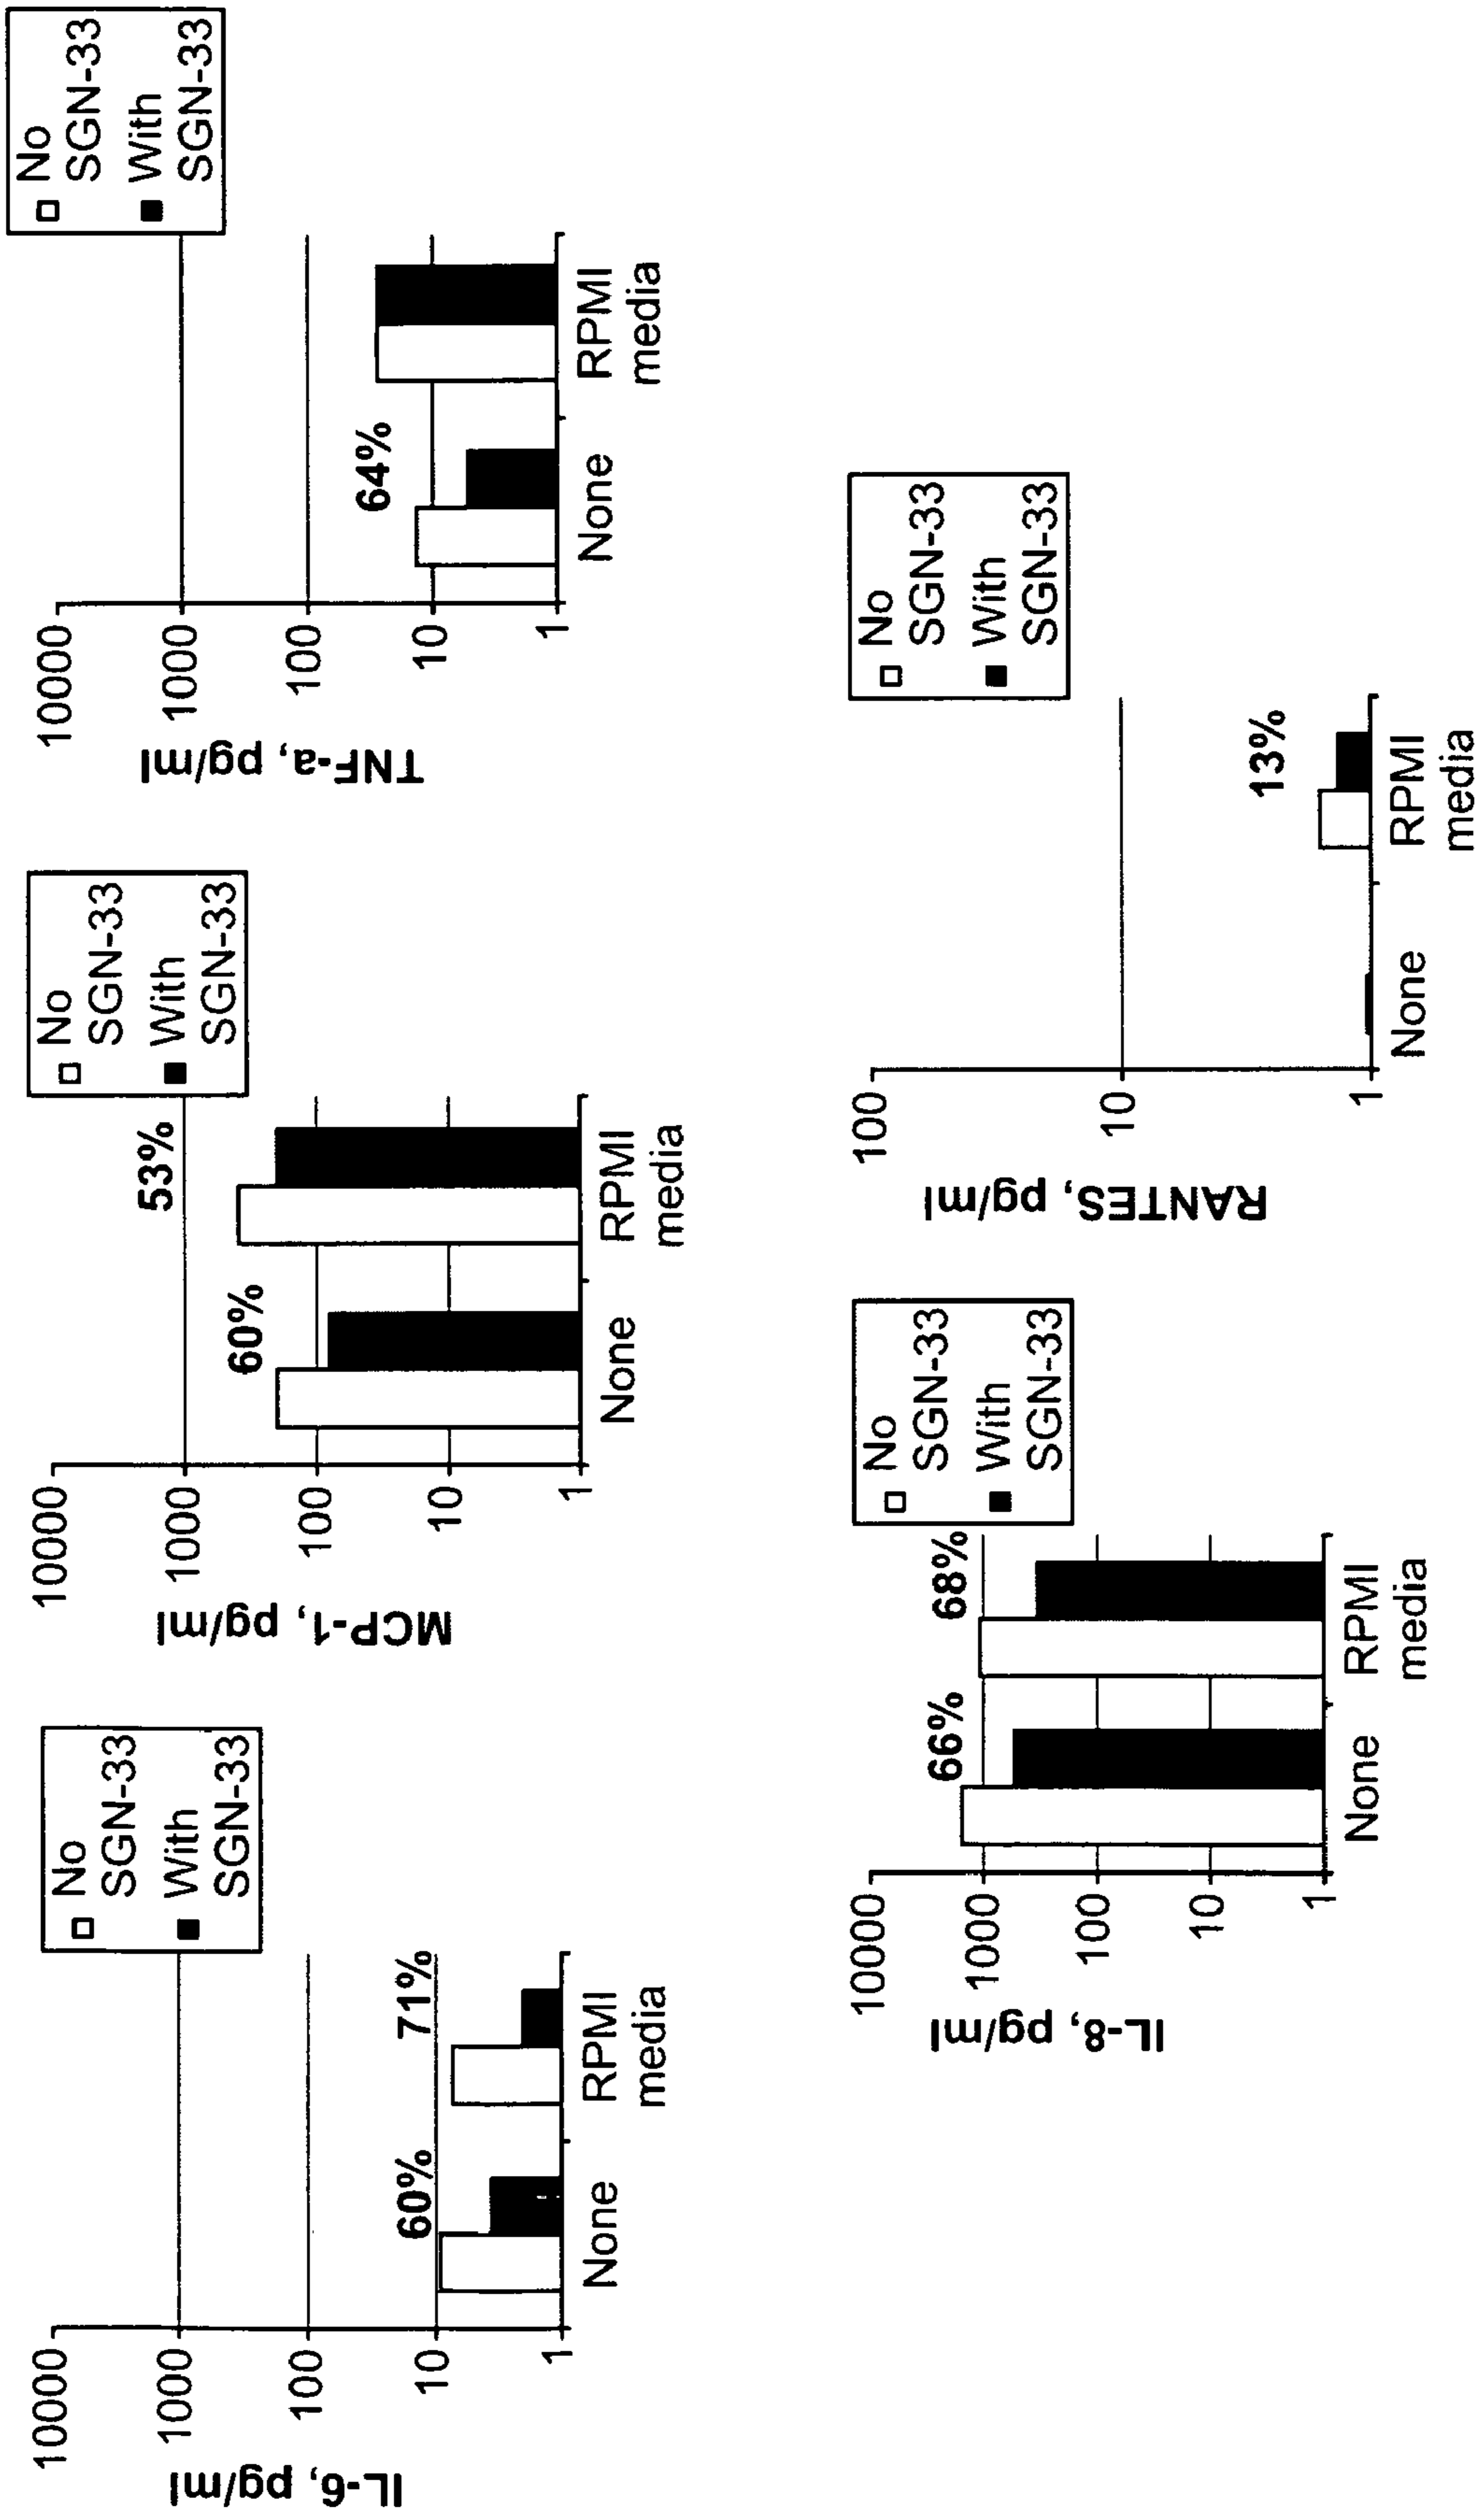 IL-6, pg/ml
10000
1000
100
10
1
60%
71%
None
RPMI
media
No
SGN-33
With
SGN-33
MCP-1, pg/ml
10000
1000
100
10
1
60%
53%
None
RPMI
media
No
SGN-33
With
SGN-33
TNF-a, pg/ml
10000
1000
100
10
1
64%
None
RPMI
media
No
SGN-33
With
SGN-33
IL-8, pg/ml
10000
1000
100
10
1
66%
68%
None
RPMI
media
No
SGN-33
With
SGN-33
RANTES, pg/ml
100
10
1
13%
None
RPMI
media
No
SGN-33
With
SGN-33